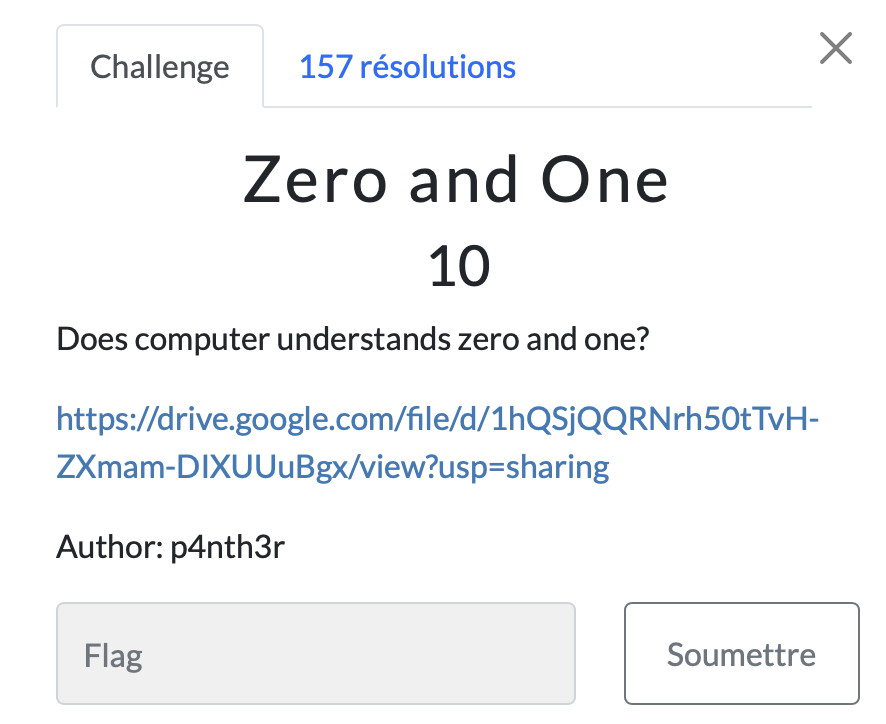 Challenge
157 résolutions
Zero and One
10
Does computer understands zero and one?
https://drive.google.com/file/d/1hQSjQQRNrh50tTvH-
ZXmam-DIXUUuBgx/view?usp=sharing
Author: p4nth3r
Flag
Soumettre